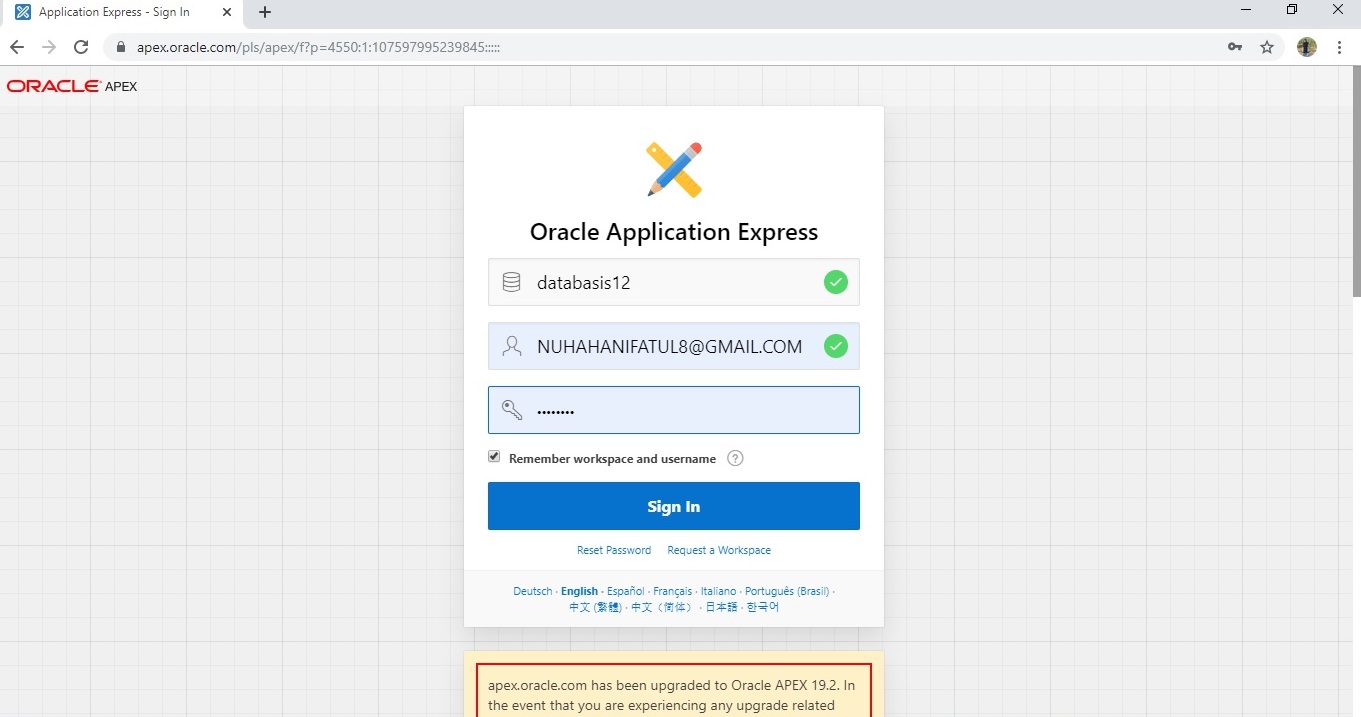 Application Express - Sign In
apex.oracle.com/pls/apex/f?p=4550:1:107597995239845:::::
ORACLE APEX
Oracle Application Express
databasis12
NUHAHANIFATUL8@GMAIL.COM
••••••••
Remember workspace and username ?
Sign In
Reset Password Request a Workspace
Deutsch · English · Español · Français · Italiano · Português (Brasil) ·
中文 (繁體) · 中文（简体） · 日本語 · 한국어
apex.oracle.com has been upgraded to Oracle APEX 19.2. In
the event that you are experiencing any upgrade related